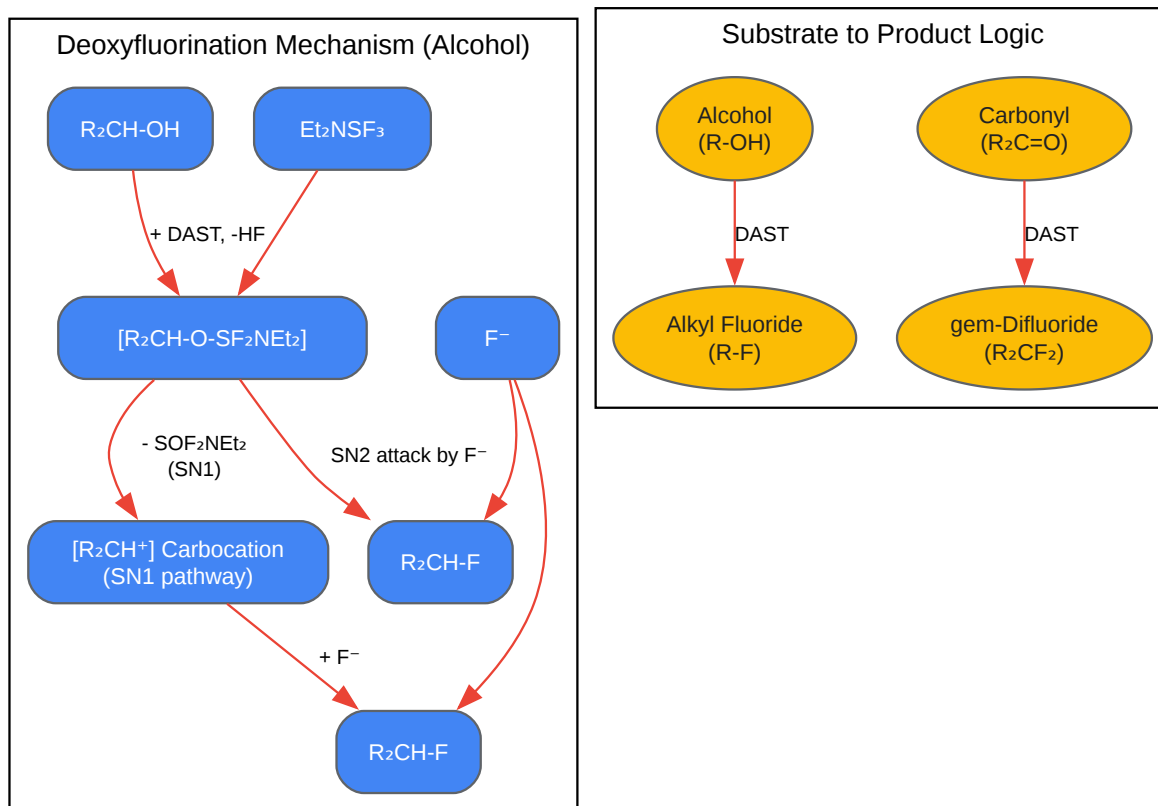 Deoxyfluorination Mechanism (Alcohol)
R₂CH-OH
Et₂NSF₃
+ DAST, -HF
[R₂CH-O-SF₂NEt₂]
F⁻
- SOF₂NEt₂
(SN1)
SN2 attack by F⁻
[R₂CH⁺] Carbocation
(SN1 pathway)
R₂CH-F
+ F⁻
R₂CH-F
Substrate to Product Logic
Alcohol
(R-OH)
Carbonyl
(R₂C=O)
DAST
DAST
Alkyl Fluoride
(R-F)
gem-Difluoride
(R₂CF₂)